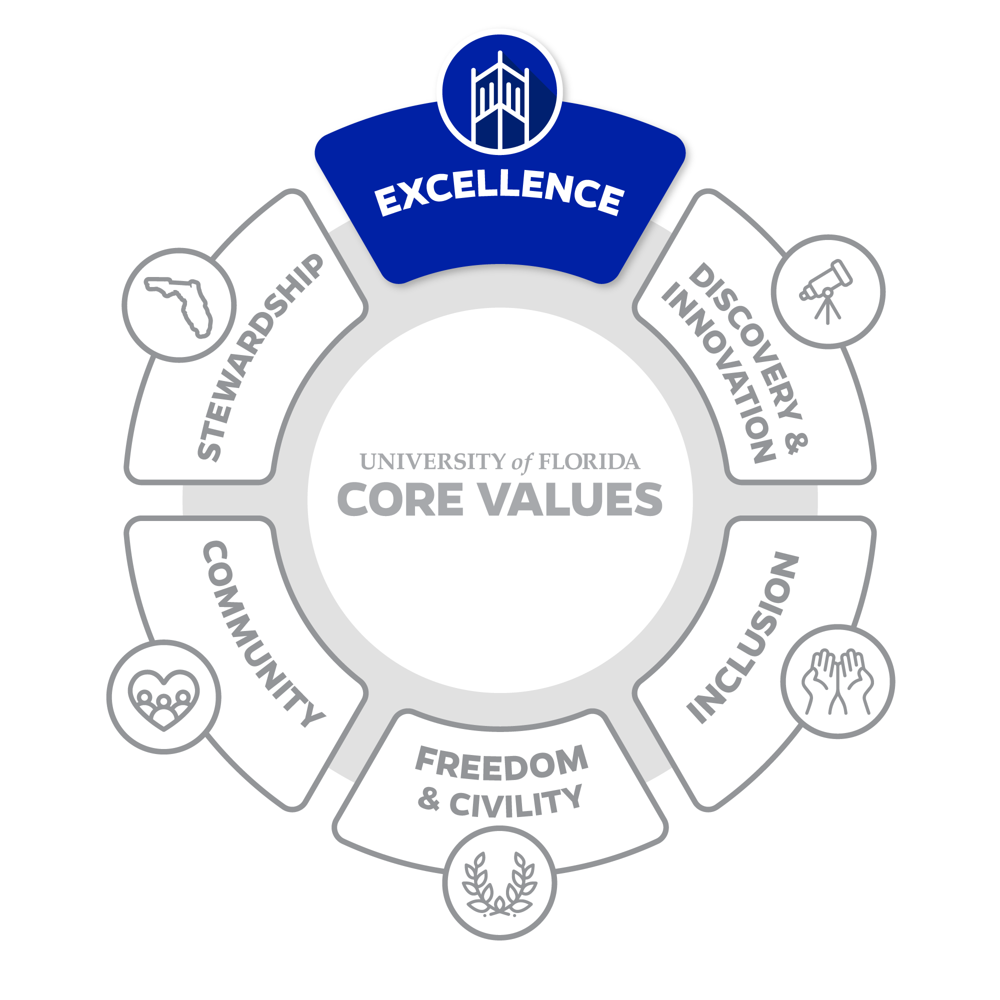 EXCELLENCE
DISCOVERY &
INNOVATION
INCLUSION
FREEDOM
& CIVILITY
COMMUNITY
STEWARDSHIP
UNIVERSITY of FLORIDA
CORE VALUES